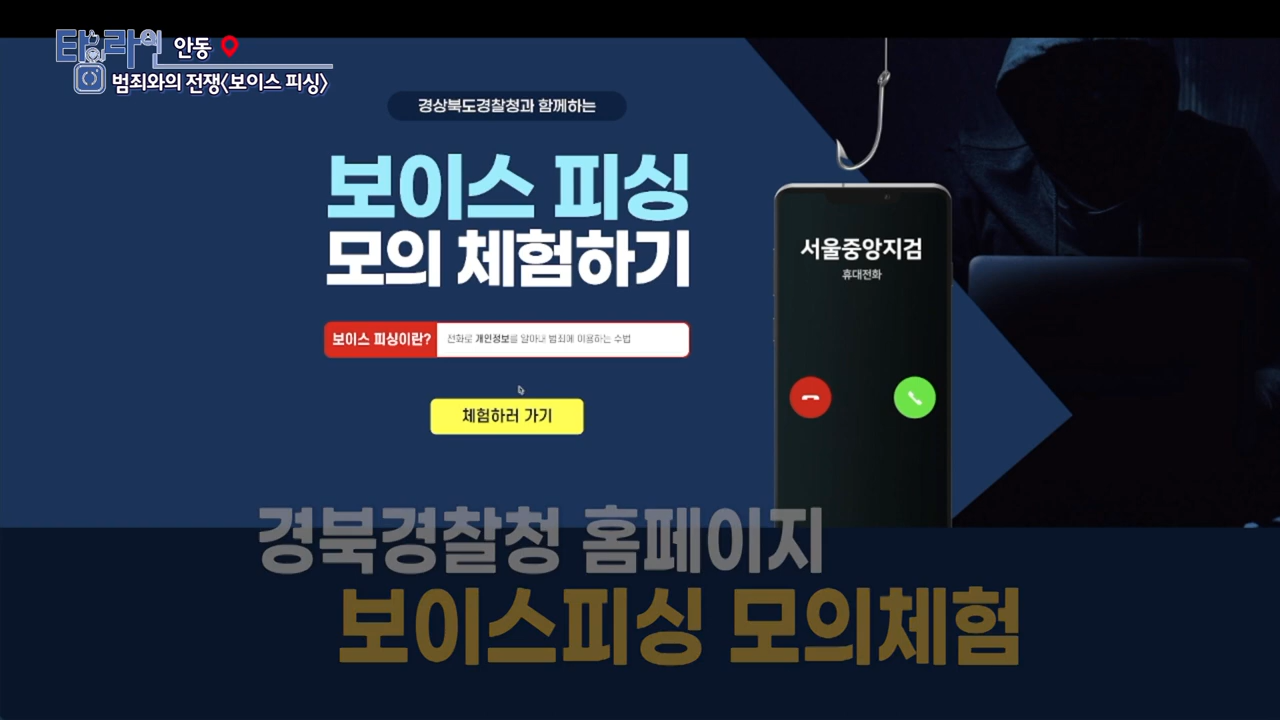 타임라인 안동
범죄와의 전쟁<보이스 피싱>
경상북도경찰청과 함께하는
보이스 피싱
모의 체험하기
보이스 피싱이란? 전화로 개인정보를 알아내 범죄에 이용하는 수법
체험하러 가기
서울중앙지검
휴대전화
경북경찰청 홈페이지
보이스피싱 모의체험